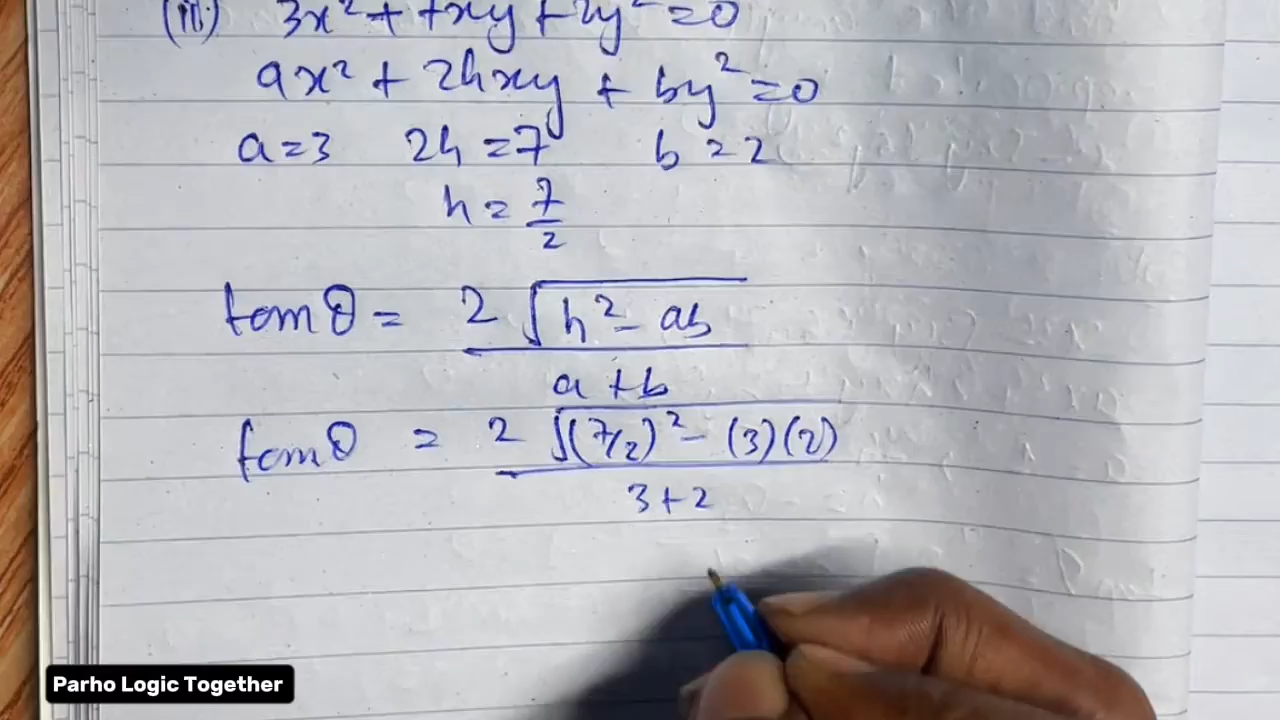 (iii) 3x² + 7xy + 2y² = 0
ax² + 2hxy + by² = 0
a = 3 2h = 7 b = 2
h = 7/2
tan θ = 2 √(h² - ab) / a + b
tan θ = 2 √((7/2)² - (3)(2)) / 3 + 2
Parho Logic Together